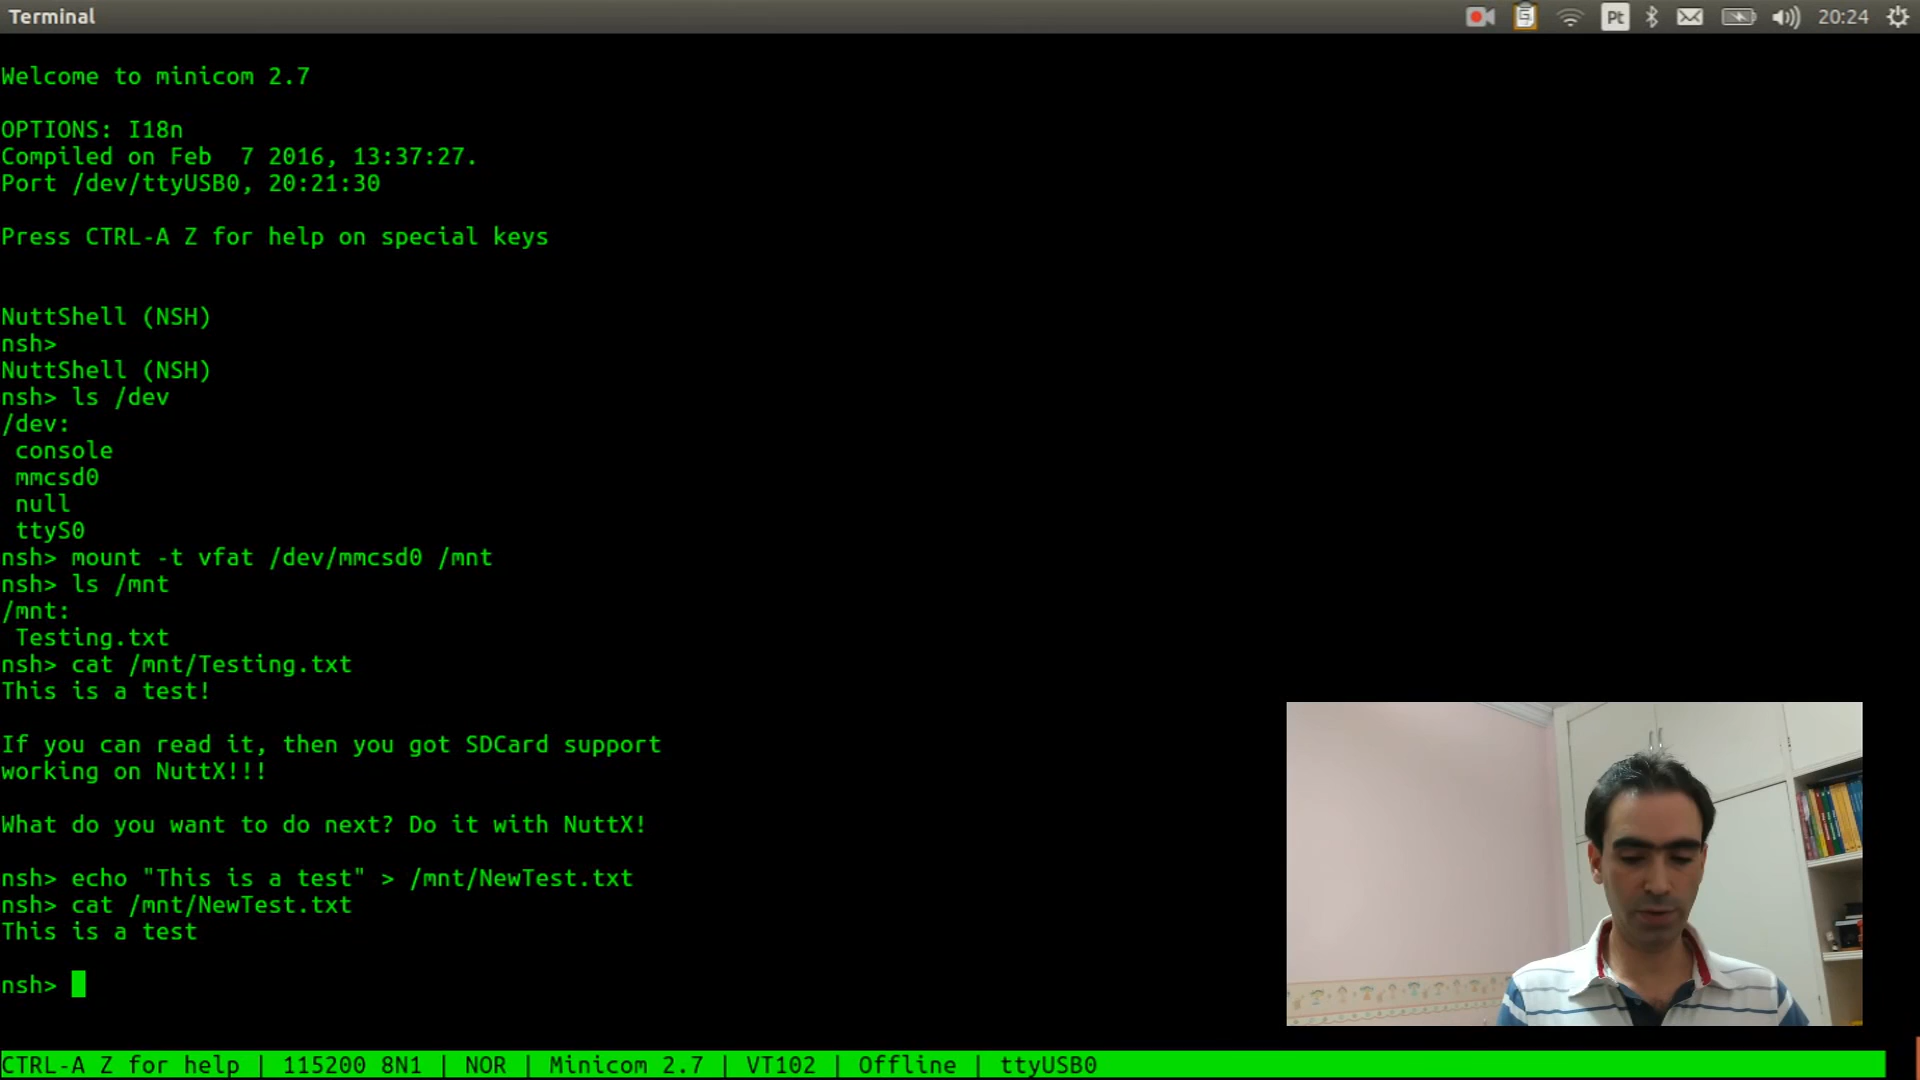 Terminal
Pt
20:24
Welcome to minicom 2.7
OPTIONS: I18n
Compiled on Feb  7 2016, 13:37:27.
Port /dev/ttyUSB0, 20:21:30
Press CTRL-A Z for help on special keys
NuttShell (NSH)
nsh>
NuttShell (NSH)
nsh> ls /dev
/dev:
console
mmcsd0
null
ttyS0
nsh> mount -t vfat /dev/mmcsd0 /mnt
nsh> ls /mnt
/mnt:
Testing.txt
nsh> cat /mnt/Testing.txt
This is a test!
If you can read it, then you got SDCard support
working on NuttX!!!
What do you want to do next? Do it with NuttX!
nsh> echo "This is a test" > /mnt/NewTest.txt
nsh> cat /mnt/NewTest.txt
This is a test
nsh>
CTRL-A Z for help | 115200 8N1 | NOR | Minicom 2.7 | VT102 | Offline | ttyUSB0